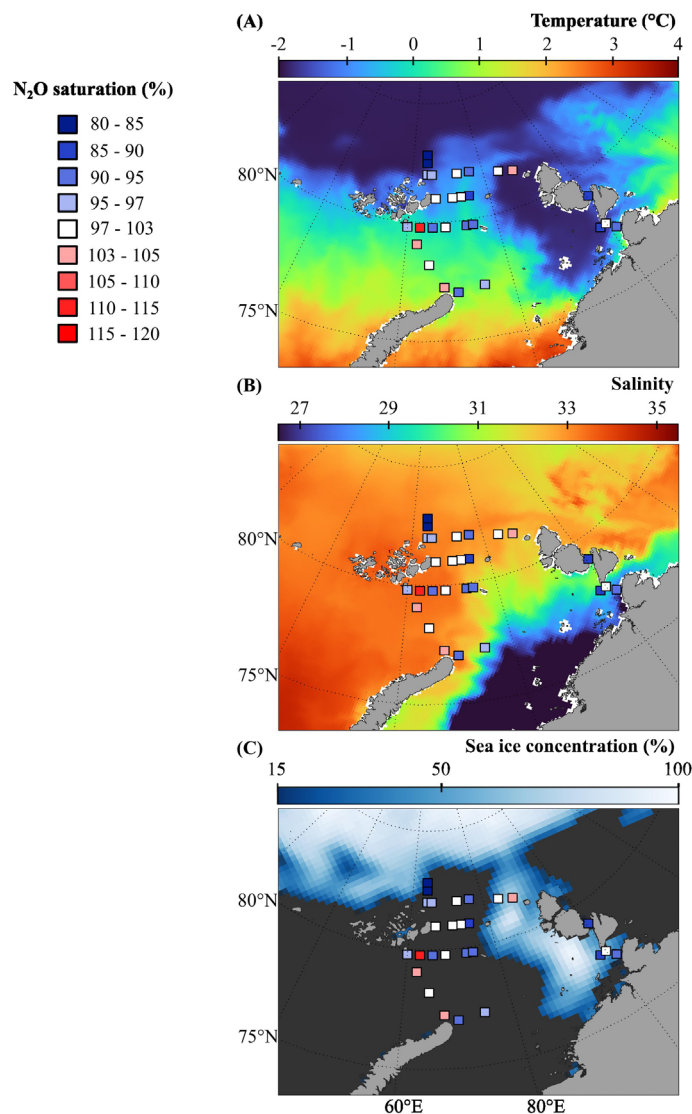 (A)
Temperature (°C)
-2 -1 0 1 2 3 4
N₂O saturation (%)
80 - 85
85 - 90
90 - 95
95 - 97
97 - 103
103 - 105
105 - 110
110 - 115
115 - 120
80°N
75°N
(B)
Salinity
27 29 31 33 35
80°N
75°N
(C)
Sea ice concentration (%)
15 50 100
80°N
75°N
60°E 80°E